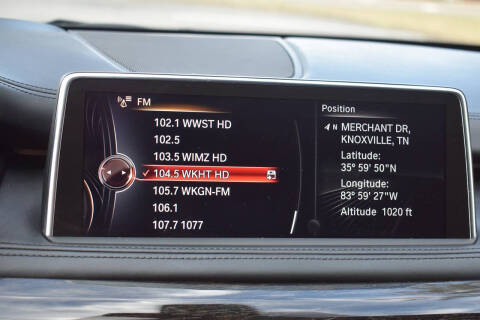 FM
102.1 WWST HD
102.5
103.5 WIMZ HD
104.5 WKHT HD
105.7 WKGN-FM
106.1
107.7 1077
Position
N MERCHANT DR,
KNOXVILLE, TN
Latitude:
35° 59' 50"N
Longitude:
83° 59' 27"W
Altitude 1020 ft